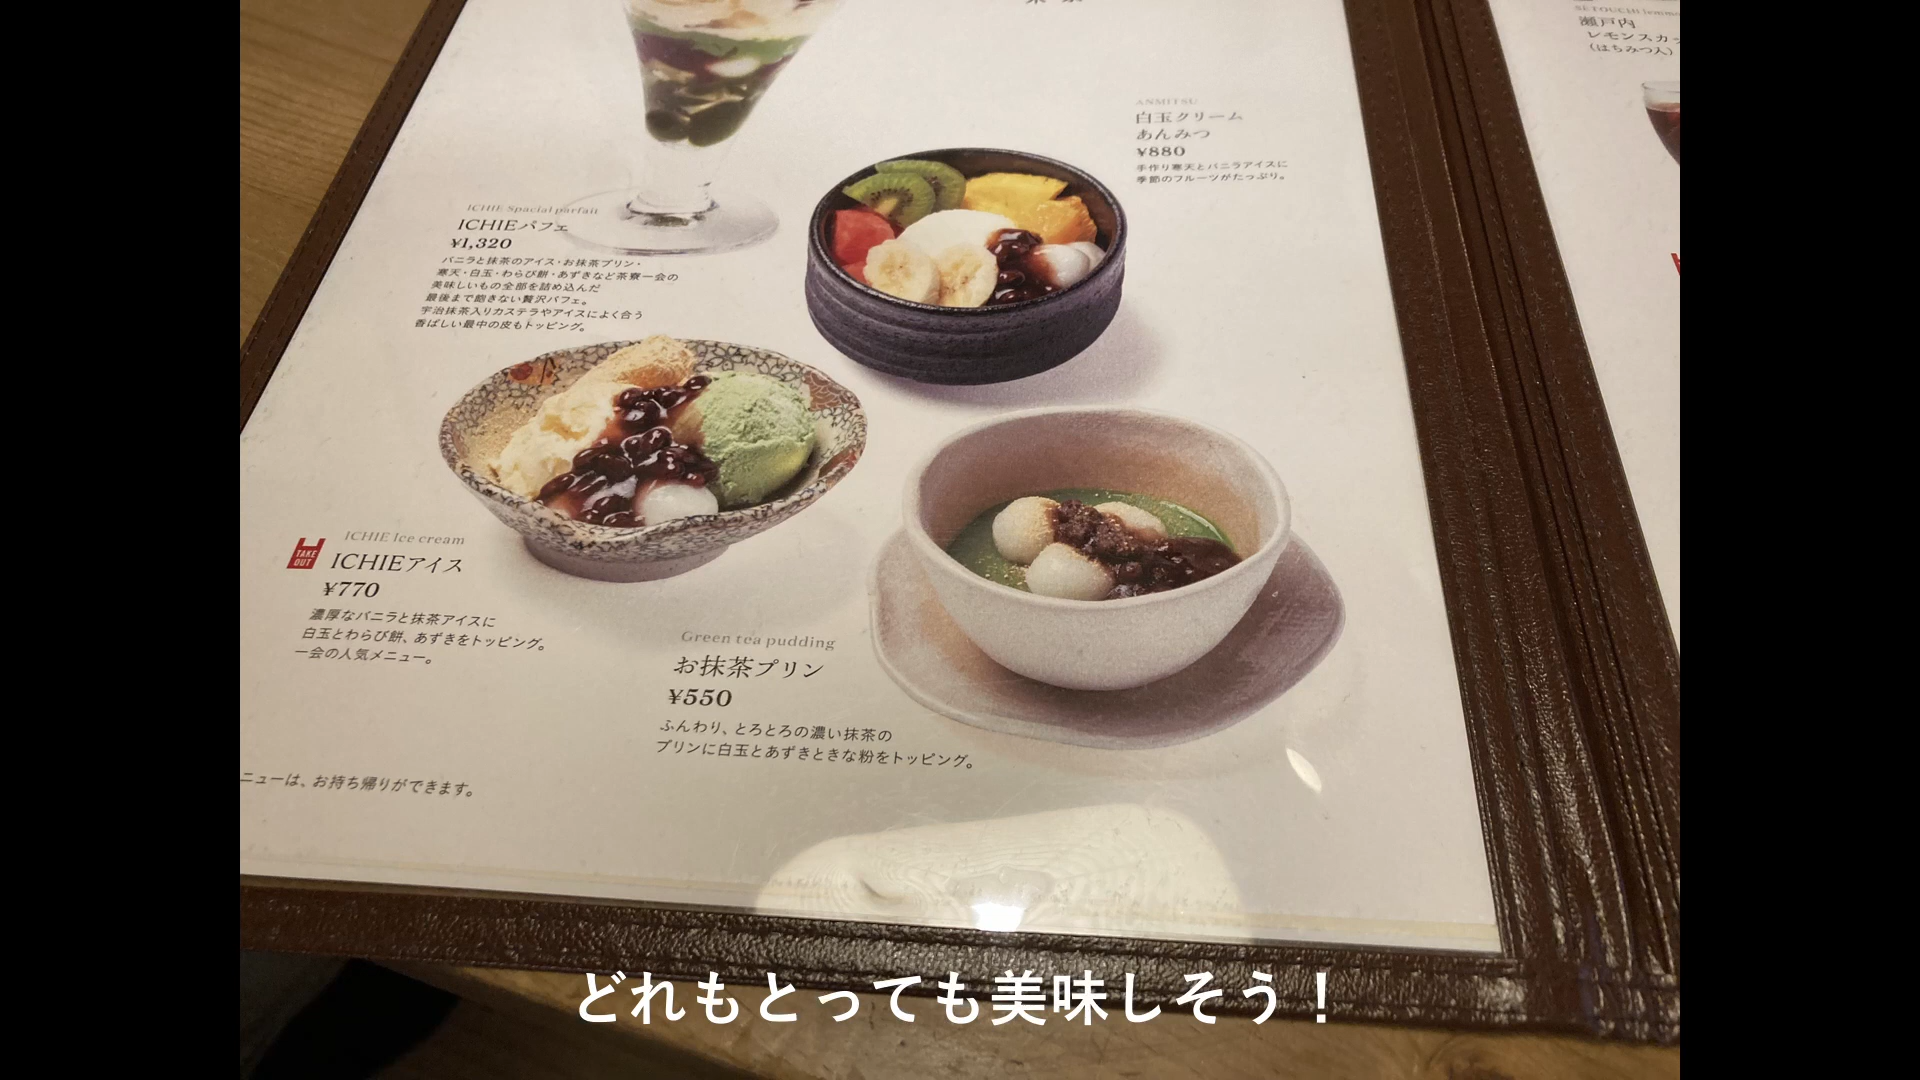 瀬戸内
レモンスカッ
(はちみつ入)
ANMITSU
白玉クリーム
あんみつ
¥880
手作り寒天とバニラアイスに
季節のフルーツがたっぷり。
ICHIE Spacial parfait
ICHIEパフェ
¥1,320
バニラと抹茶のアイス・お抹茶プリン・
寒天・白玉・わらび餅・あずきなど茶寮一会の
美味しいもの全部を詰め込んだ
最後まで飽きない贅沢パフェ。
宇治抹茶入りカステラやアイスによく合う
香ばしい最中の皮もトッピング。
TAKE
OUT
ICHIE Ice cream
ICHIEアイス
¥770
濃厚なバニラと抹茶アイスに
白玉とわらび餅、あずきをトッピング。
一会の人気メニュー。
Green tea pudding
お抹茶プリン
¥550
ふんわり、とろとろの濃い抹茶の
プリンに白玉とあずきときな粉をトッピング。
ニューは、お持ち帰りができます。
どれもとっても美味しそう！